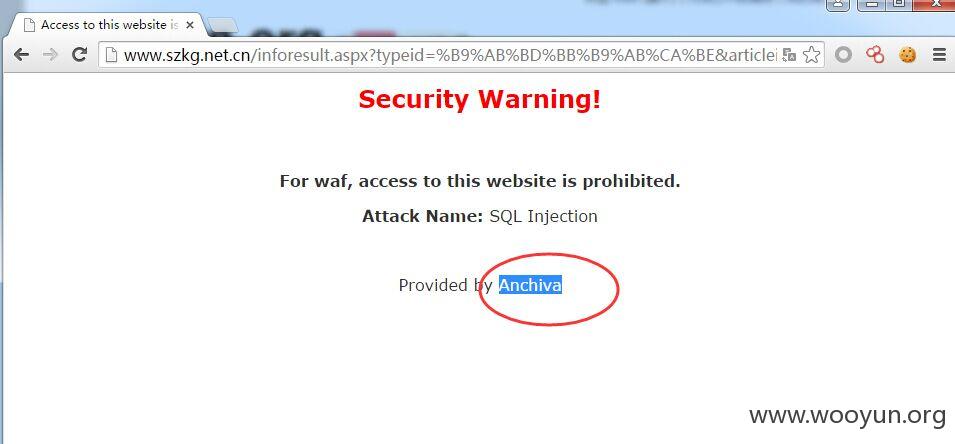 Access to this website is
www.szkg.net.cn/inforesult.aspx?typeid=%B9%AB%BD%BB%B9%AB%CA%BE&article
Security Warning!
For waf, access to this website is prohibited.
Attack Name: SQL Injection
Provided by Anchiva
www.wooyun.org